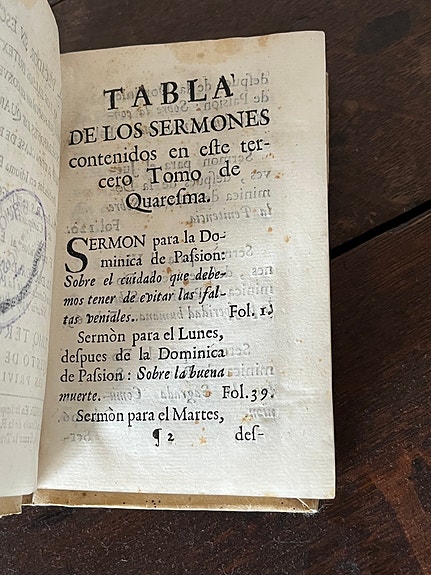 TABLA
DE LOS SERMONES
contenidos en eſte ter-
cero Tomo de
Quareſma.
SERMON para la Do-
minica de Paſsion:
Sobre el cuidado que debe-
mos tener de evitar las fal-
tas veniales. Fol. 1.
Sermòn para el Lunes,
deſpues de la Dominica
de Paſsion : Sobre la buena
muerte. Fol. 39.
Sermòn para el Martes,
¶ 2 deſ-